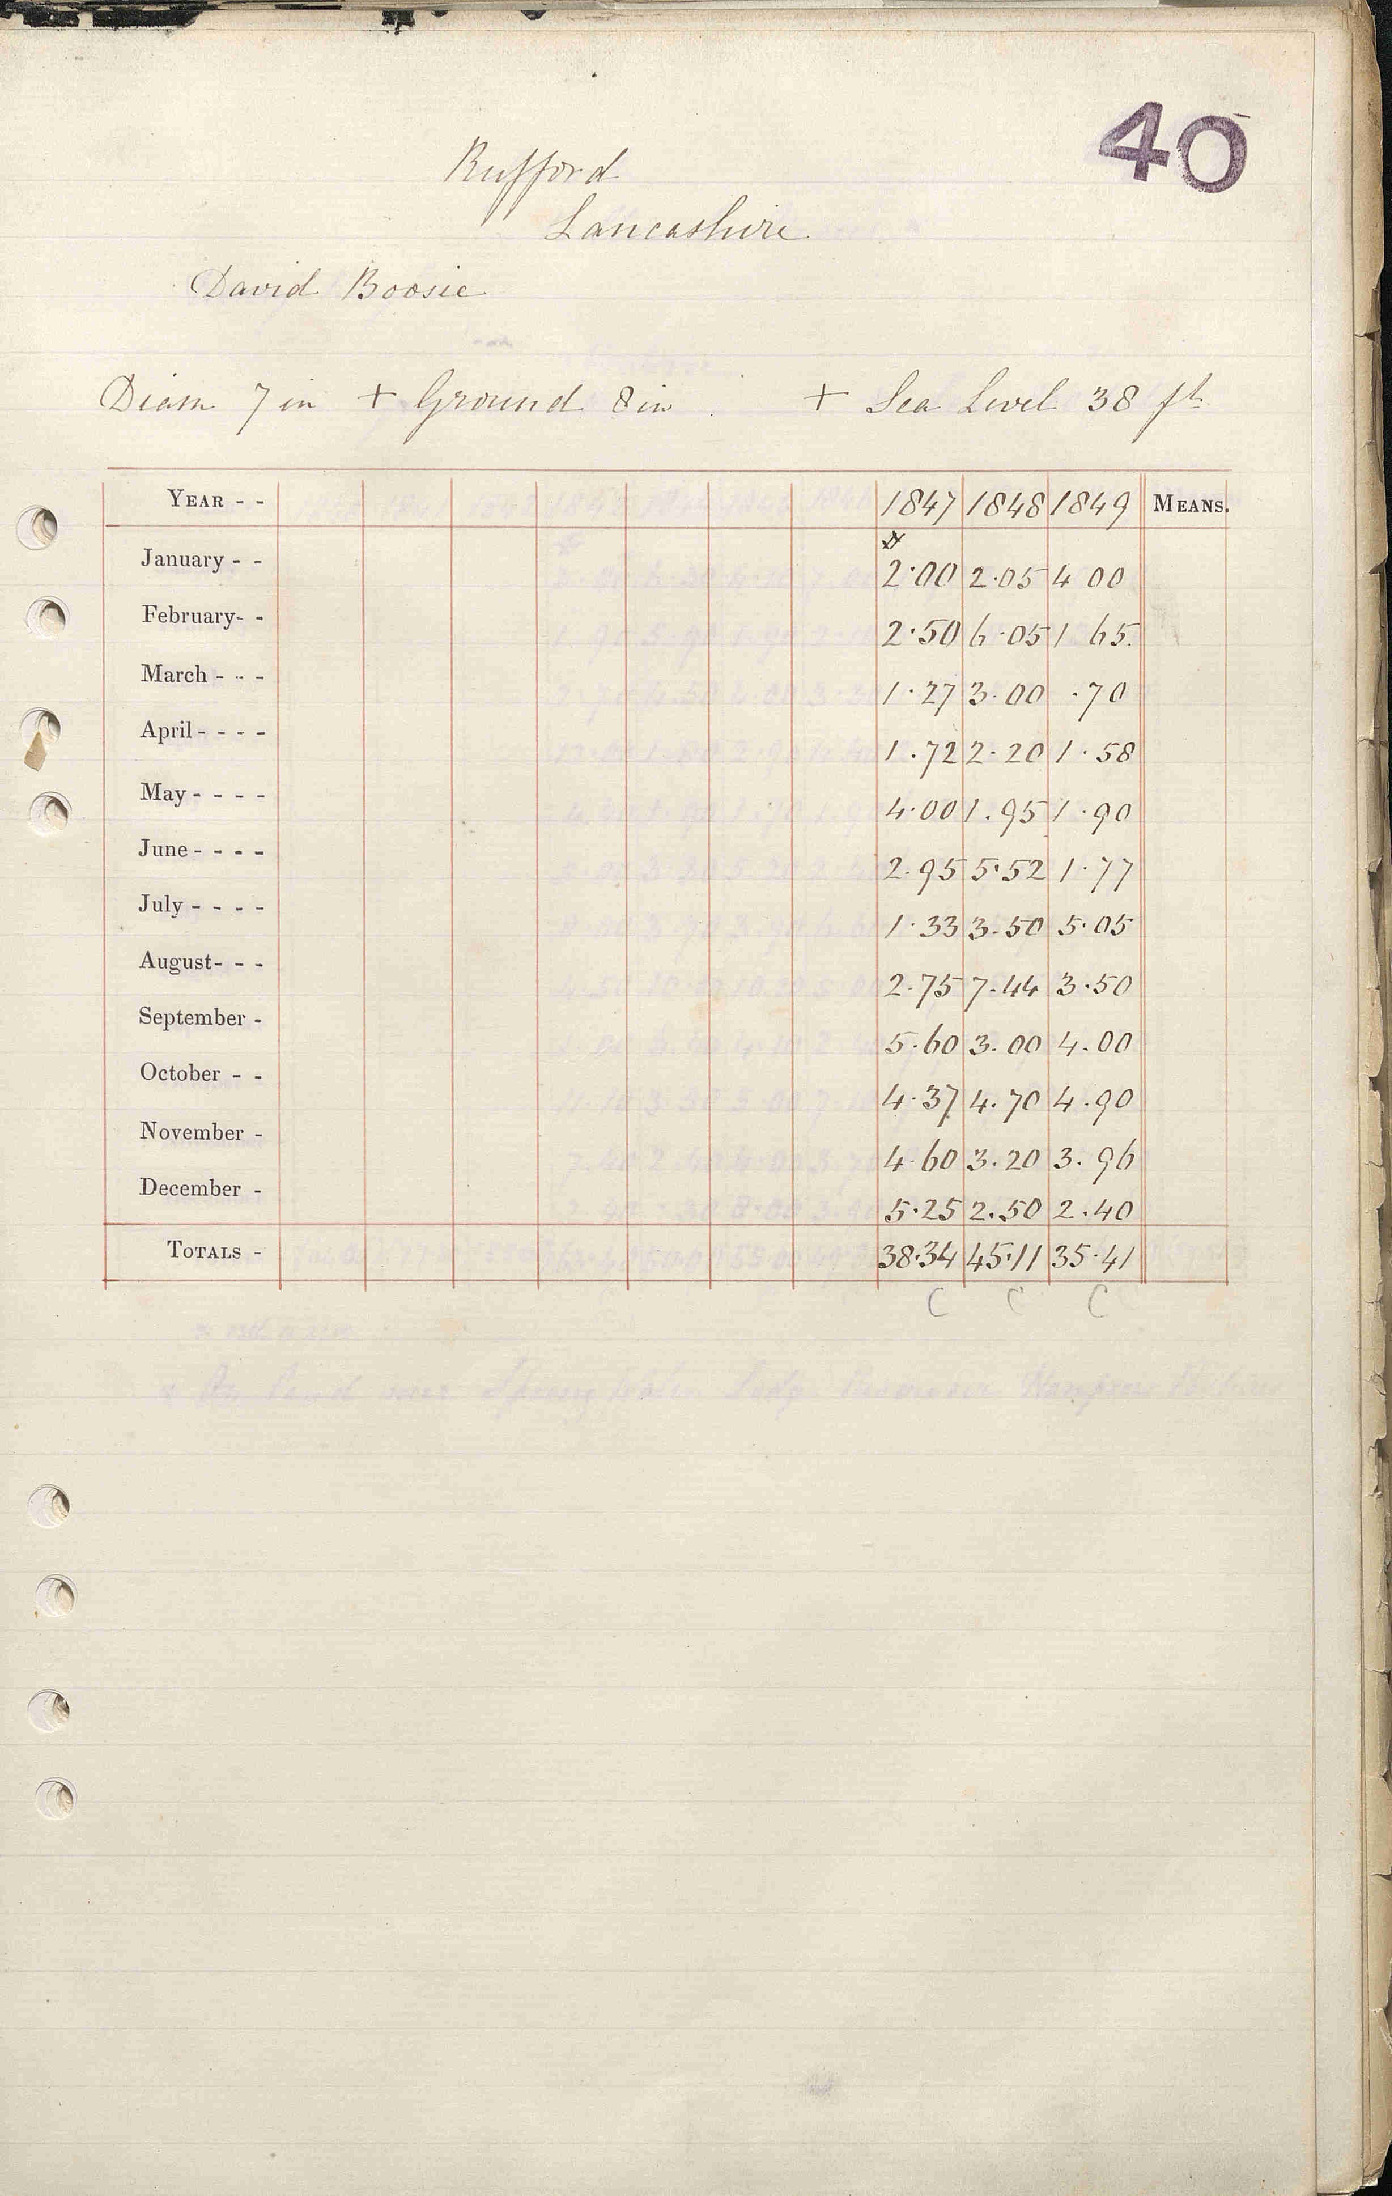 40
Rufford
Lancashire
David Boosie
Diam 7 in + Ground 8 in + Sea Level 38 ft
YEAR - - 1847 1848 1849 MEANS.
January - - 2.00 2.05 4 00
February- - 2.50 6.05 1 65.
March - - - 1.27 3.00 .70
April - - - - 1.72 2.20 1.58
May - - - - 4.00 1.95 1.90
June - - - - 2.95 5.52 1.77
July - - - - 1.33 3.50 5.05
August- - - 2.75 7.44 3.50
September - 5.60 3.00 4.00
October - - 4.37 4.70 4.90
November - 4.60 3.20 3.96
December - 5.25 2.50 2.40
TOTALS - 38.34 45.11 35.41
C C C